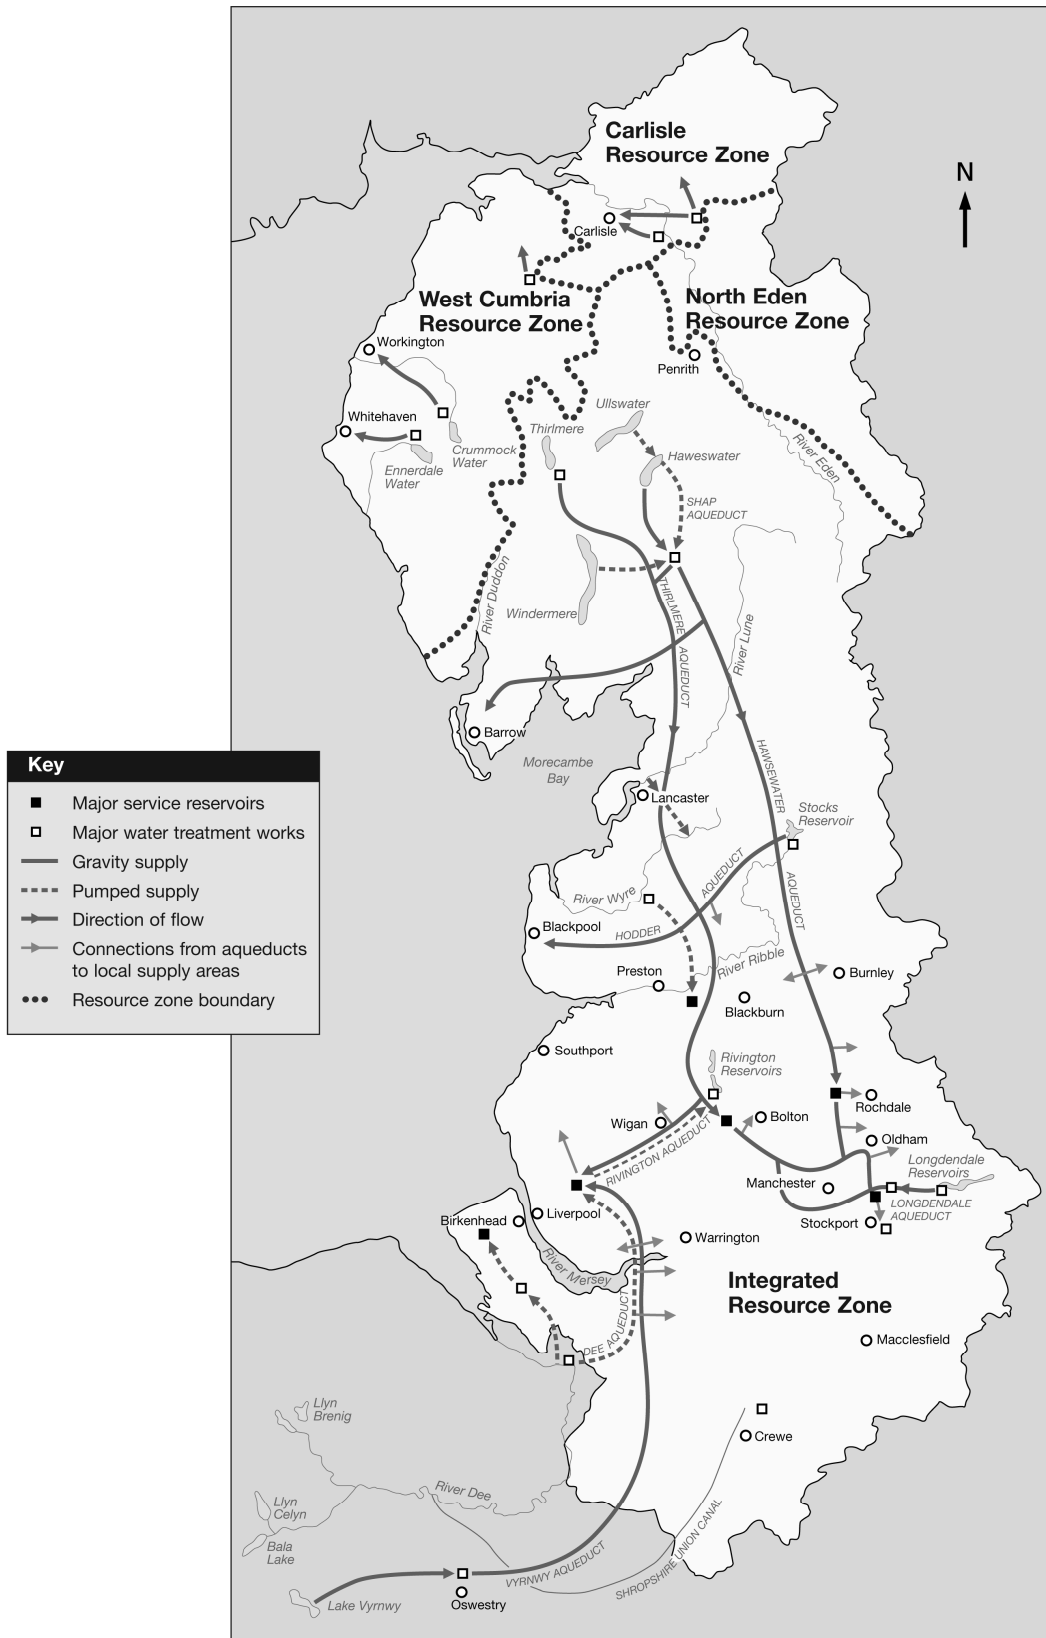 Carlisle
Resource Zone
N
Carlisle
West Cumbria
Resource Zone
North Eden
Resource Zone
Workington
Penrith
Whitehaven
Ullswater
Thirlmere
Crummock
Water
Haweswater
River Eden
Ennerdale
Water
SHAP
AQUEDUCT
River Duddon
Windermere
THIRLMERE AQUEDUCT
River Lune
Barrow
Morecambe
Bay
HAWSEWATER AQUEDUCT
Lancaster
Stocks
Reservoir
Key
Major service reservoirs
Major water treatment works
Gravity supply
Pumped supply
Direction of flow
Connections from aqueducts
to local supply areas
Resource zone boundary
River Wyre
HODDER AQUEDUCT
Blackpool
River Ribble
Preston
Burnley
Blackburn
Southport
Rivington
Reservoirs
Wigan
Bolton
Rochdale
RIVINGTON AQUEDUCT
Oldham
Longdendale
Reservoirs
Manchester
LONGDENDALE
AQUEDUCT
Liverpool
Birkenhead
Stockport
Warrington
River Mersey
Integrated
Resource Zone
DEE AQUEDUCT
Macclesfield
Llyn
Brenig
Crewe
River Dee
Llyn
Celyn
Bala
Lake
VYRNWY AQUEDUCT
SHROPSHIRE UNION CANAL
Lake Vyrnwy
Oswestry